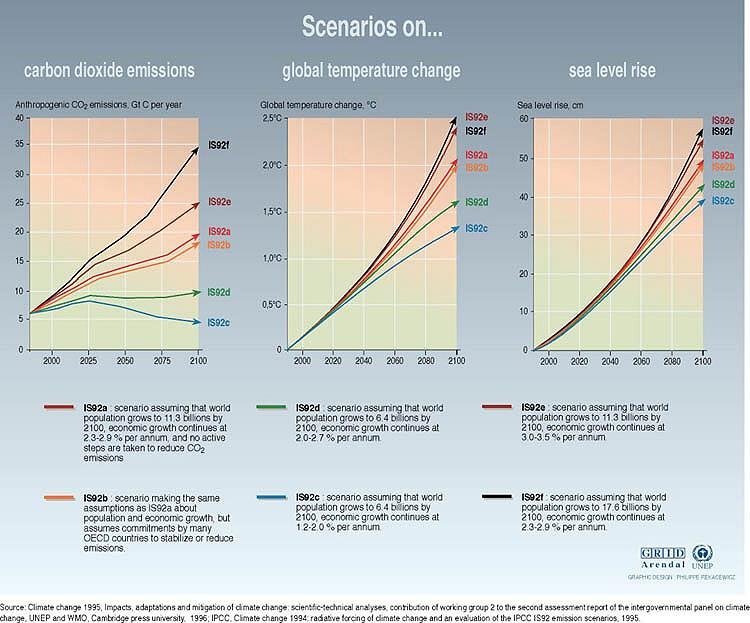 Scenarios on...
carbon dioxide emissions
global temperature change
sea level rise
Anthropogenic CO2 emissions, Gt C per year
40
35
30
25
20
15
10
5
0
2000
2025
2050
2075
2100
IS92f
IS92e
IS92a
IS92b
IS92d
IS92c
Global temperature change, °C
2,5°C
2,0°C
1,5°C
1,0°C
0,5°C
0
2000
2020
2040
2060
2080
2100
IS92e
IS92f
IS92a
IS92b
IS92d
IS92c
Sea level rise, cm
60
50
40
30
20
10
0
2000
2020
2040
2060
2080
2100
IS92e
IS92f
IS92a
IS92b
IS92d
IS92c
IS92a : scenario assuming that world
population grows to 11.3 billions by
2100, economic growth continues at
2.3-2.9 % per annum, and no active
steps are taken to reduce CO2
emissions
IS92d : scenario assuming that world
population grows to 6.4 billions by
2100, economic growth continues at
2.0-2.7 % per annum.
IS92e : scenario assuming that world
population grows to 11.3 billions by
2100, economic growth continues at
3.0-3.5 % per annum.
IS92b : scenario making the same
assumptions as IS92a about
population and economic growth, but
assumes commitments by many
OECD countries to stabilize or reduce
emissions.
IS92c : scenario assuming that world
population grows to 6.4 billions by
2100, economic growth continues at
1.2-2.0 % per annum.
IS92f : scenario assuming that world
population grows to 17.6 billions by
2100, economic growth continues at
2.3-2.9 % per annum.
GRID
Arendal UNEP
GRAPHIC DESIGN : PHILIPPE REKACEWICZ
Source: Climate change 1995, Impacts, adaptations and mitigation of climate change: scientific-technical analyses, contribution of working group 2 to the second assessment report of the intergovernmental panel on climate
change, UNEP and WMO, Cambridge press university, 1996; IPCC, Climate change 1994: radiative forcing of climate change and an evaluation of the IPCC IS92 emission scenarios, 1995.